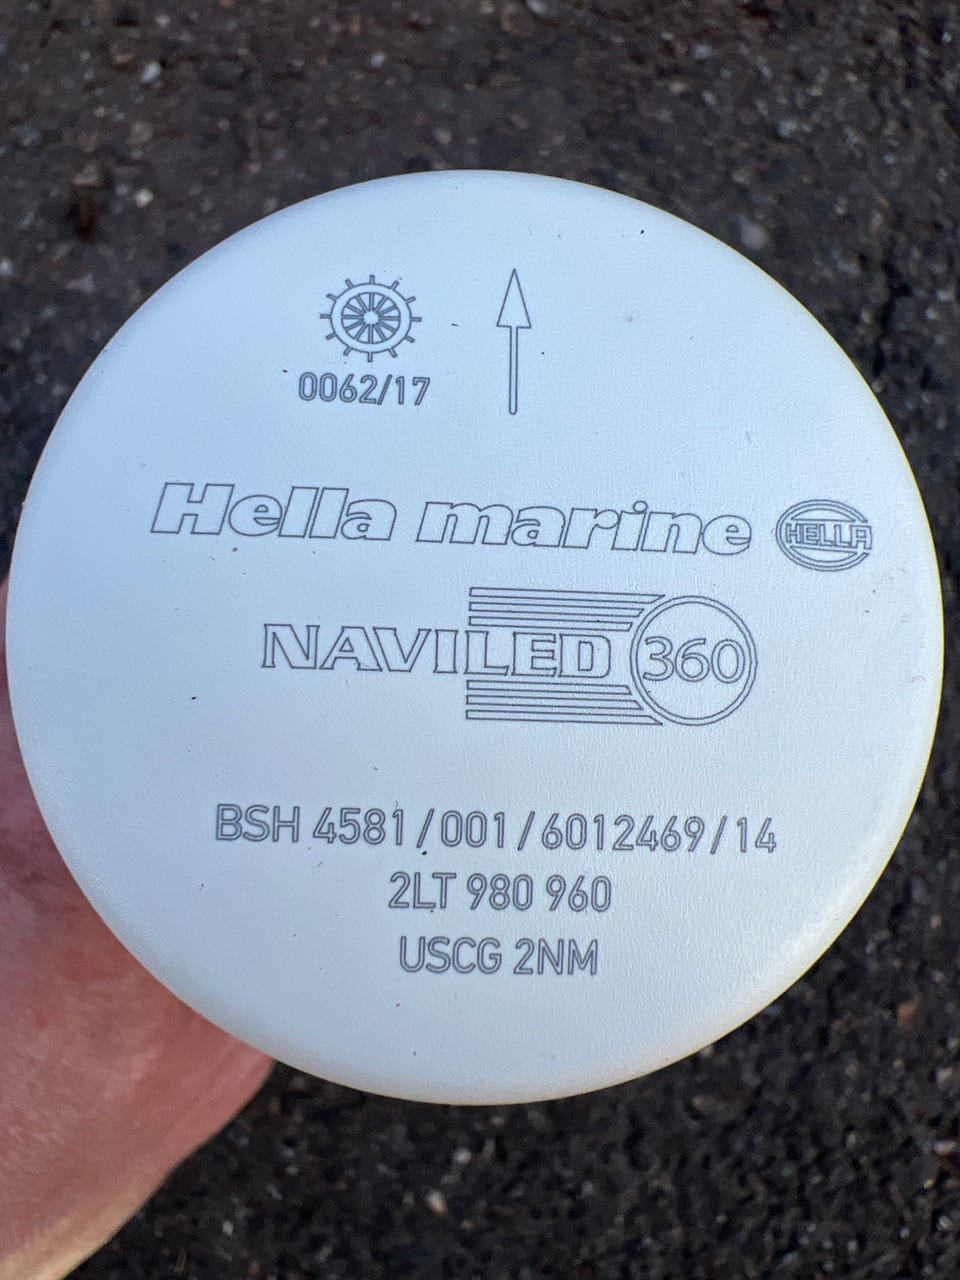 0062/17
Hella marine HELLA
NAVILED 360
BSH 4581/001/6012469/14
2LT 980 960
USCG 2NM